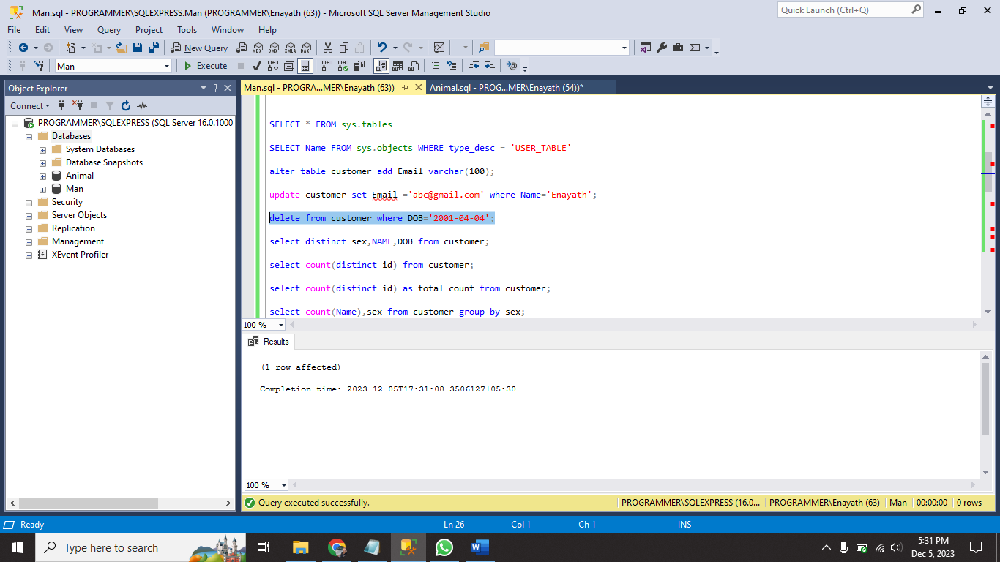 Man.sql - PROGRAMMER\SQLEXPRESS.Man (PROGRAMMER\Enayath (63)) - Microsoft SQL Server Management Studio
Quick Launch (Ctrl+Q)
File Edit View Query Project Tools Window Help
New Query MDX DMX XMLA DAX
Man Execute
Object Explorer
Man.sql - PROGRA...MER\Enayath (63))
Animal.sql - PROG...MER\Enayath (54))*
Connect
PROGRAMMER\SQLEXPRESS (SQL Server 16.0.1000
Databases
System Databases
Database Snapshots
Animal
Man
Security
Server Objects
Replication
Management
XEvent Profiler
SELECT * FROM sys.tables
SELECT Name FROM sys.objects WHERE type_desc = 'USER_TABLE'
alter table customer add Email varchar(100);
update customer set Email ='abc@gmail.com' where Name='Enayath';
delete from customer where DOB='2001-04-04';
select distinct sex,NAME,DOB from customer;
select count(distinct id) from customer;
select count(distinct id) as total_count from customer;
select count(Name),sex from customer group by sex;
100 %
Results
(1 row affected)
Completion time: 2023-12-05T17:31:08.3506127+05:30
100 %
Query executed successfully. PROGRAMMER\SQLEXPRESS (16.0... PROGRAMMER\Enayath (63) Man 00:00:00 0 rows
Ready Ln 26 Col 1 Ch 1 INS
Type here to search
5:31 PM
Dec 5, 2023